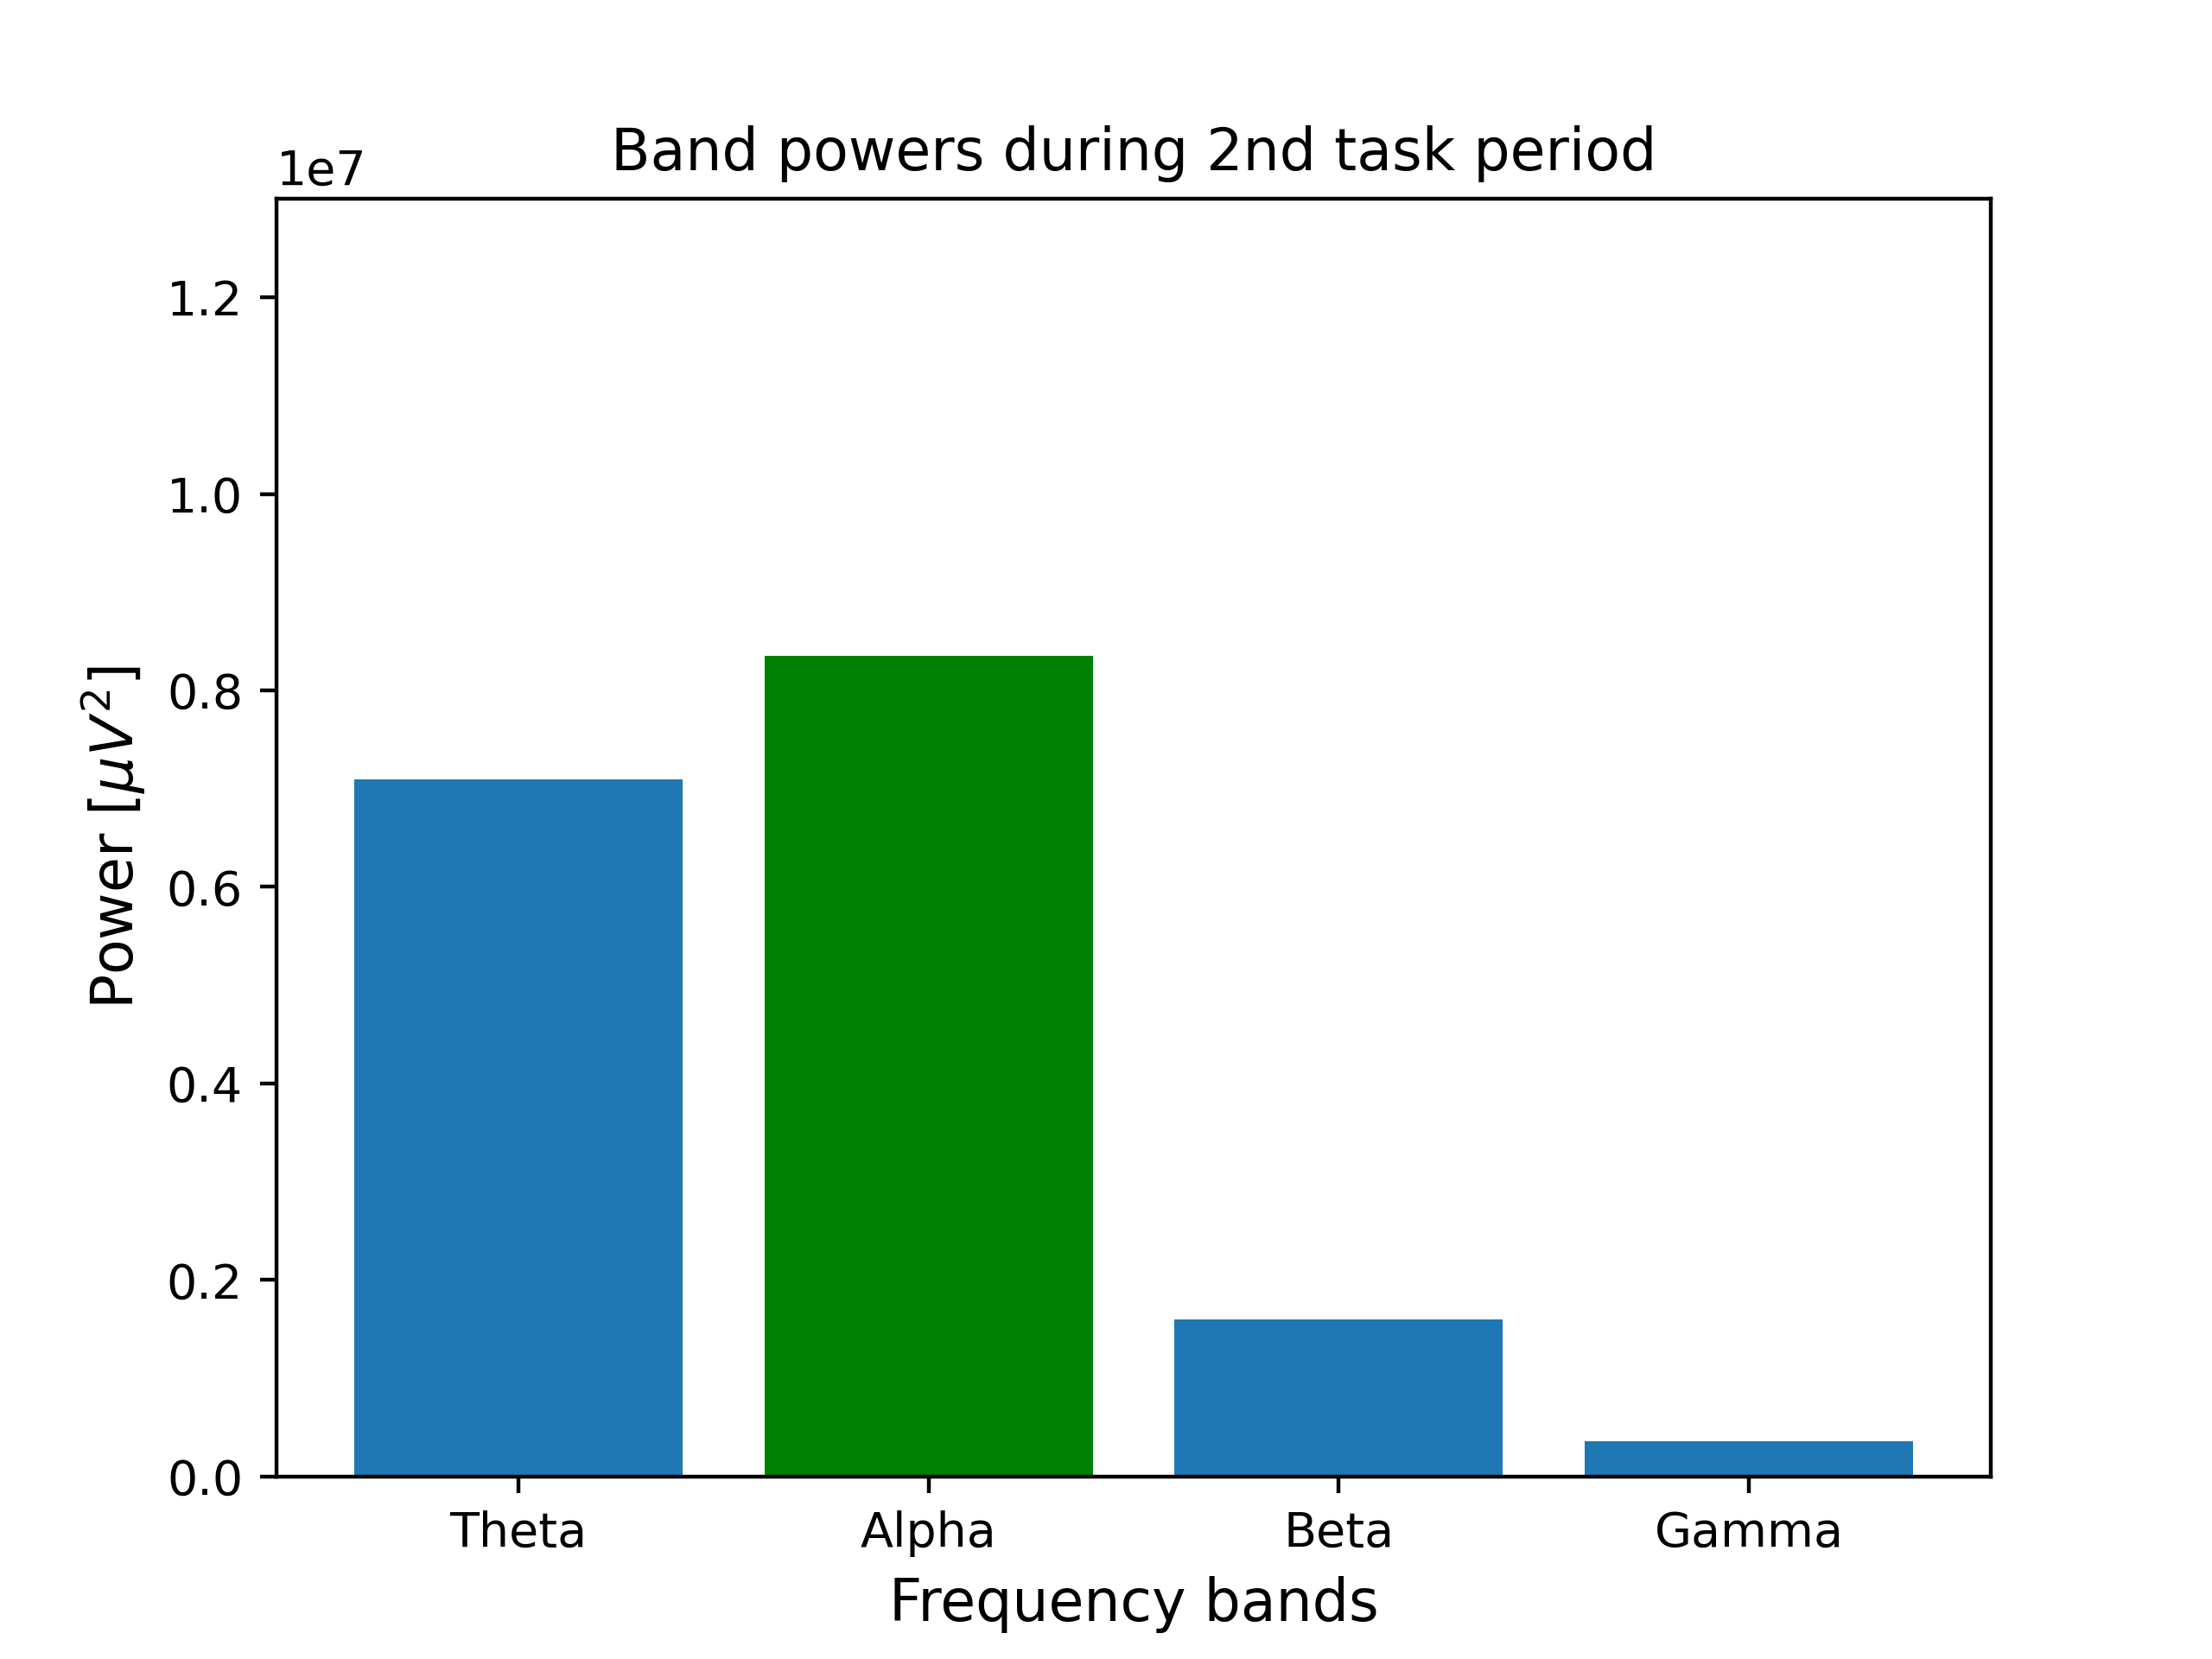 Band powers during 2nd task period
1e7
1.2
1.0
0.8
0.6
0.4
0.2
0.0
Power [μV²]
Theta Alpha Beta Gamma
Frequency bands